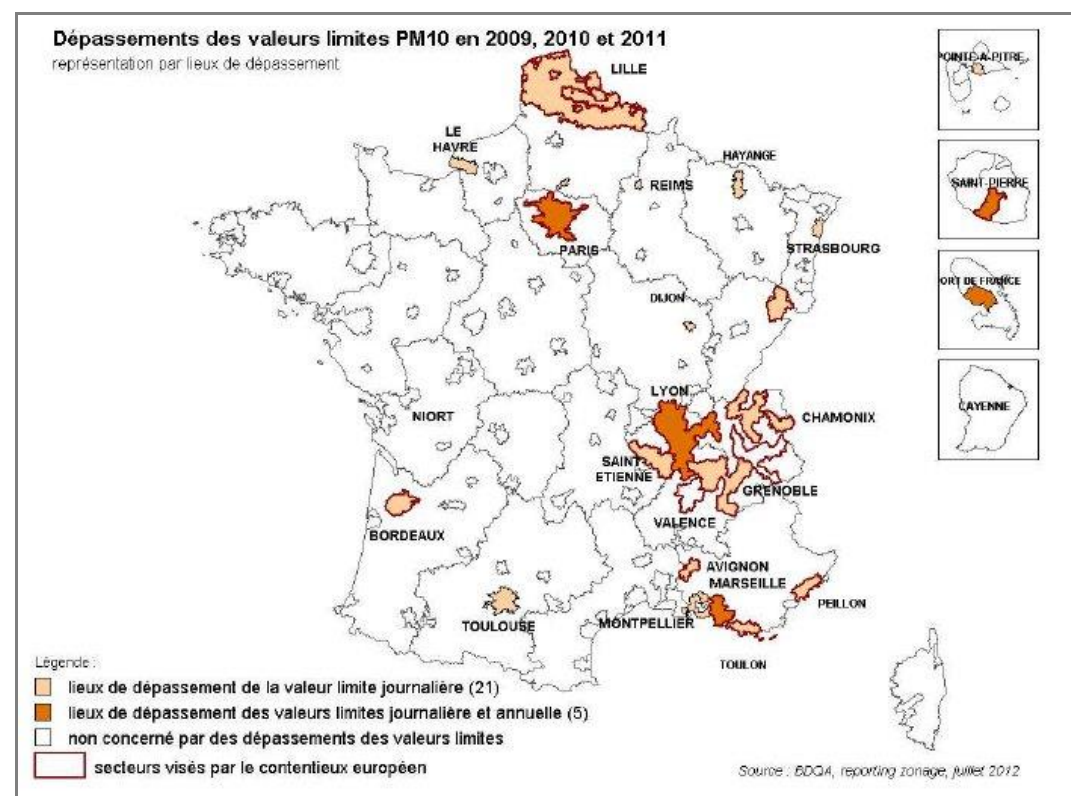 Dépassements des valeurs limites PM10 en 2009, 2010 et 2011
représentation par lieux de dépassement
LILLE
POINTE-A-PITRE
LE
HAVRE
HAYANGE
REIMS
SAINT-PIERRE
PARIS
STRASBOURG
ORT DE FRANCE
DIJON
LYON
CAYENNE
NIORT
CHAMONIX
SAINT-
ETIENNE
GRENOBLE
VALENCE
BORDEAUX
AVIGNON
MARSEILLE
PEILLON
TOULOUSE
MONTPELLIER
TOULON
Légende :
lieux de dépassement de la valeur limite journalière (21)
lieux de dépassement des valeurs limites journalière et annuelle (5)
non concerné par des dépassements des valeurs limites
secteurs visés par le contentieux européen
Source : BDQA, reporting zonage, juillet 2012